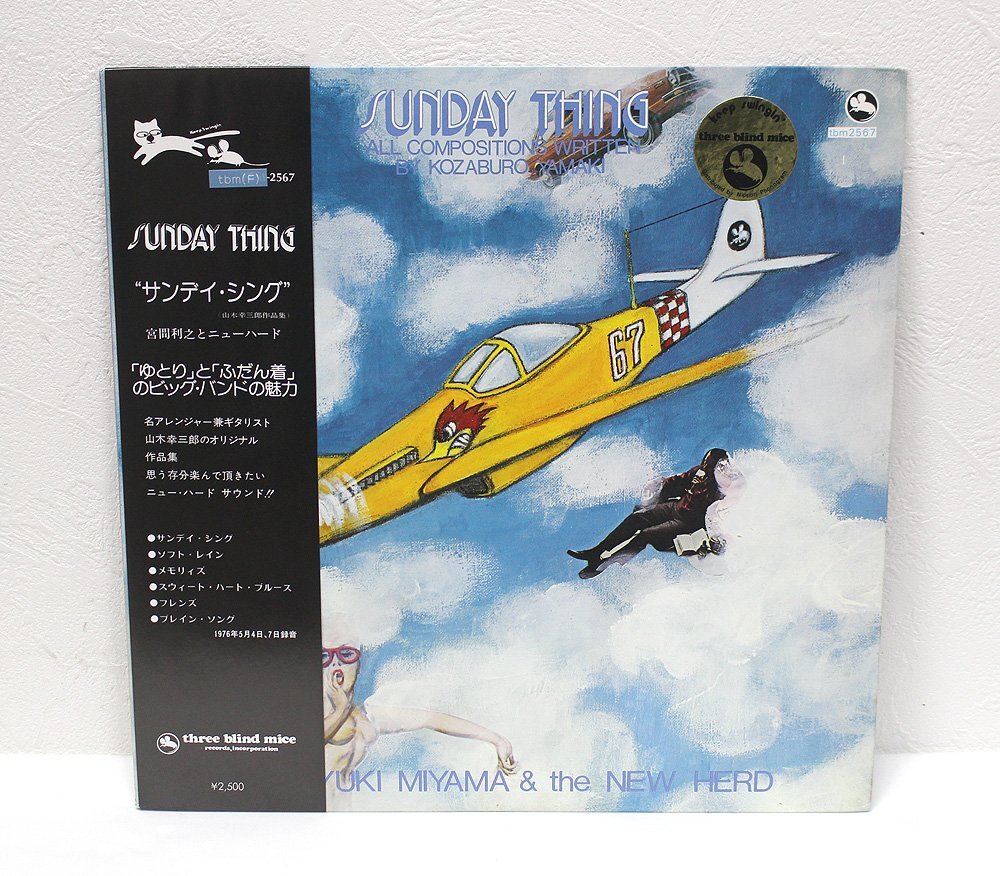 Keep Swingin
tbm(F)-2567
SUNDAY THING
“サンデイ・シング”
(山木幸三郎作品集)
宮間利之とニューハード
「ゆとり」と「ふだん着」
のビッグ・バンドの魅力
名アレンジャー兼ギタリスト
山木幸三郎のオリジナル
作品集
思う存分楽んで頂きたい
ニュー・ハード サウンド!!
●サンデイ・シング
●ソフト・レイン
●メモリィズ
●スウィート・ハート・ブルース
●フレンズ
●プレイン・ソング
1976年5月4日、7日録音
three blind mice
records, incorporation
¥2,500
SUNDAY THING
ALL COMPOSITIONS WRITTEN
BY KOZABURO YAMAKI
"keep swingin"
three blind mice
tbm2567
67
YUKI MIYAMA & the NEW HERD